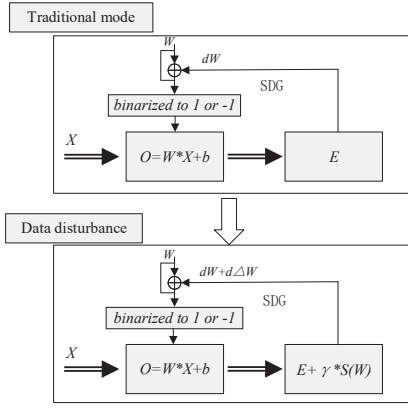 Traditional mode
W
dW
SDG
binarized to 1 or -1
X
O=W*X+b
E
Data disturbance
W
dW+d△W
SDG
binarized to 1 or -1
X
O=W*X+b
E+ γ *S(W)